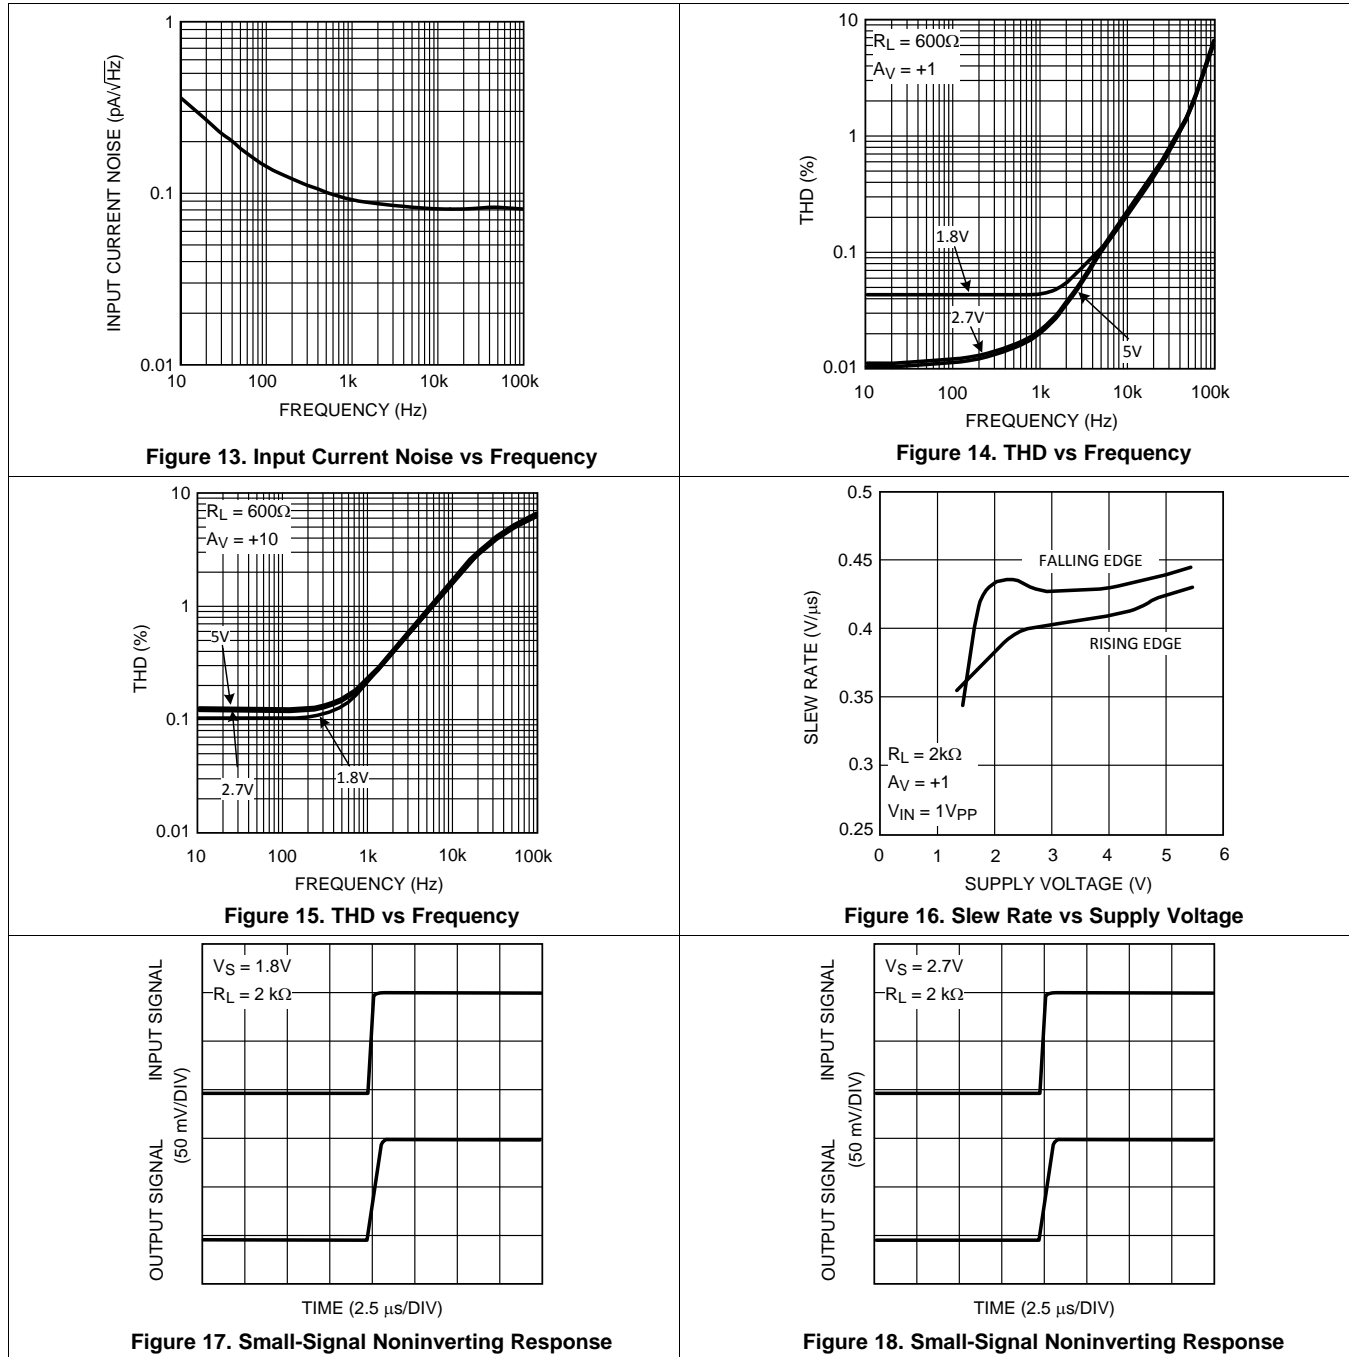 1
0.1
0.01
INPUT CURRENT NOISE (pA/√Hz)
10 100 1k 10k 100k
FREQUENCY (Hz)
Figure 13. Input Current Noise vs Frequency
10
1
0.1
0.01
THD (%)
RL = 600Ω
AV = +1
1.8V
2.7V
5V
10 100 1k 10k 100k
FREQUENCY (Hz)
Figure 14. THD vs Frequency
10
1
0.1
0.01
THD (%)
RL = 600Ω
AV = +10
5V
2.7V
1.8V
10 100 1k 10k 100k
FREQUENCY (Hz)
Figure 15. THD vs Frequency
0.5
0.45
0.4
0.35
0.3
0.25
SLEW RATE (V/µs)
FALLING EDGE
RISING EDGE
RL = 2kΩ
AV = +1
VIN = 1VPP
0 1 2 3 4 5 6
SUPPLY VOLTAGE (V)
Figure 16. Slew Rate vs Supply Voltage
VS = 1.8V
RL = 2 kΩ
INPUT SIGNAL
OUTPUT SIGNAL
(50 mV/DIV)
TIME (2.5 µs/DIV)
Figure 17. Small-Signal Noninverting Response
VS = 2.7V
RL = 2 kΩ
INPUT SIGNAL
OUTPUT SIGNAL
(50 mV/DIV)
TIME (2.5 µs/DIV)
Figure 18. Small-Signal Noninverting Response